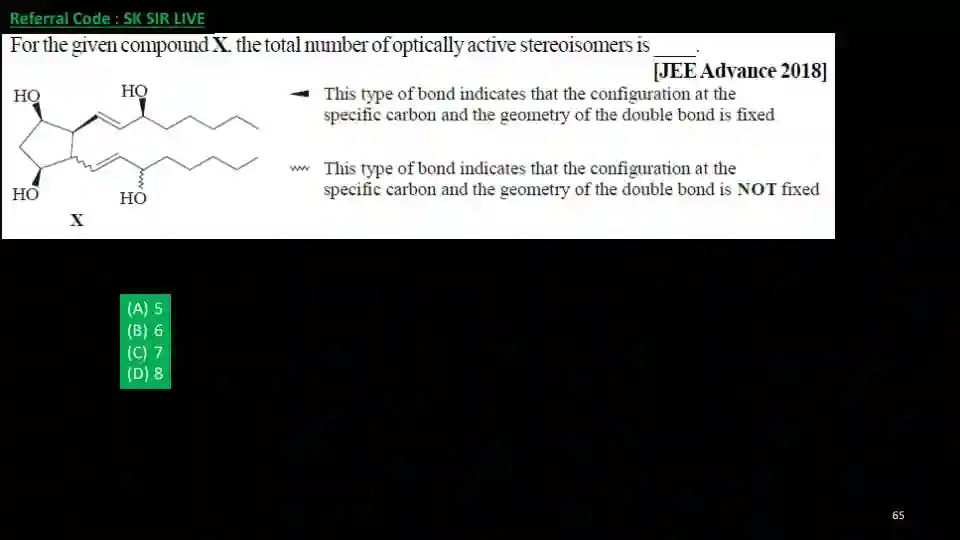 Referral Code : SK SIR LIVE
For the given compound X. the total number of optically active stereoisomers is ____.
[JEE Advance 2018]
HO
HO
This type of bond indicates that the configuration at the
specific carbon and the geometry of the double bond is fixed
This type of bond indicates that the configuration at the
specific carbon and the geometry of the double bond is NOT fixed
HO
HO
X
(A) 5
(B) 6
(C) 7
(D) 8
65